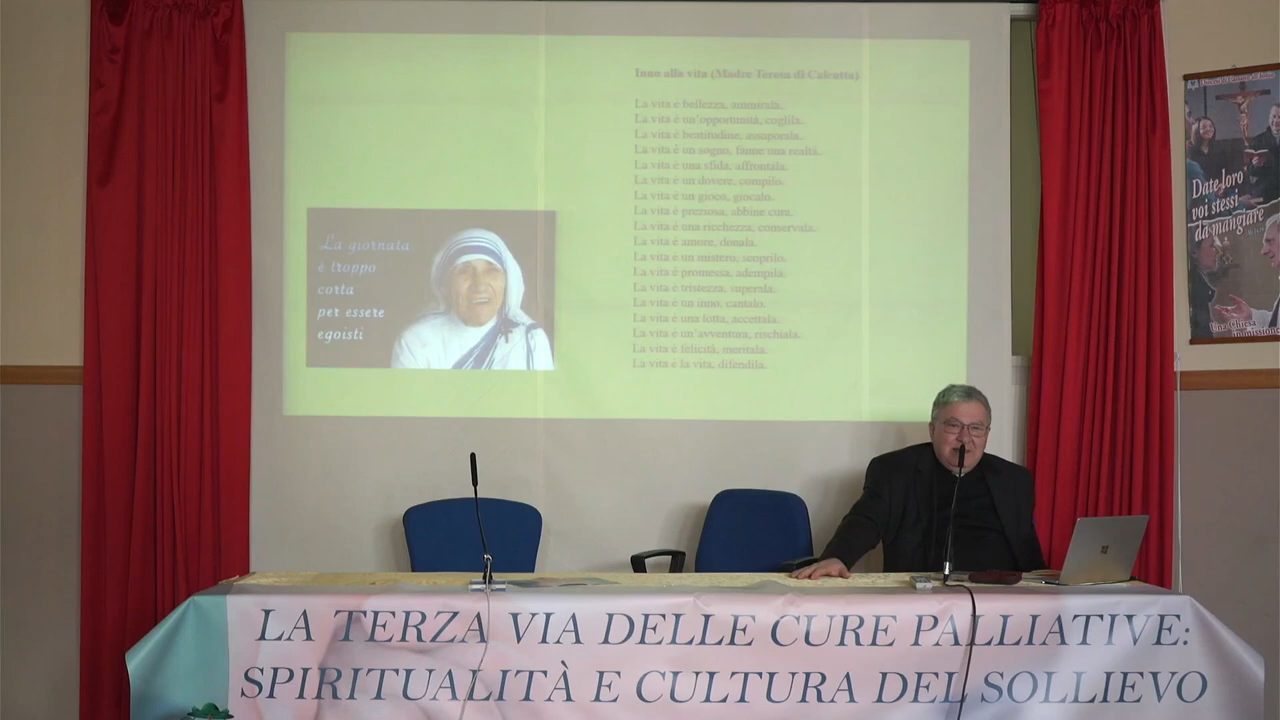 Inno alla vita (Madre Teresa di Calcutta)
La vita è bellezza, ammirala.
La vita è un'opportunità, coglila.
La vita è beatitudine, assaporala.
La vita è un sogno, fanne una realtà.
La vita è una sfida, affrontala.
La vita è un dovere, compilo.
La vita è un gioco, giocalo.
La vita è preziosa, abbine cura.
La vita è una ricchezza, conservala.
La vita è amore, donala.
La vita è un mistero, scoprilo.
La vita è promessa, adempila.
La vita è tristezza, superala.
La vita è un inno, cantalo.
La vita è una lotta, accettala.
La vita è un'avventura, rischiala.
La vita è felicità, meritala.
La vita è la vita, difendila.
La giornata
è troppo
corta
per essere
egoisti
Date loro
voi stessi
da mangiare
Una Chiesa
in missione
LA TERZA VIA DELLE CURE PALLIATIVE:
SPIRITUALITÀ E CULTURA DEL SOLLIEVO